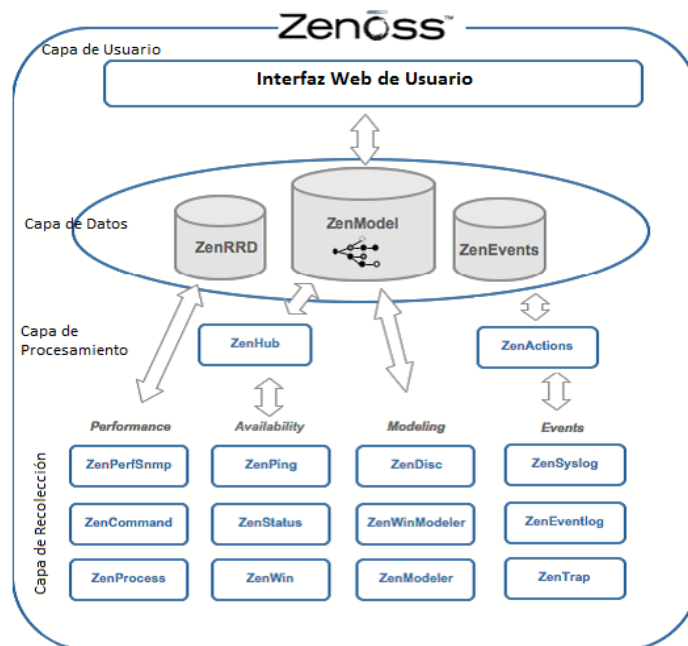 Zenōss™
Capa de Usuario
Interfaz Web de Usuario
Capa de Datos
ZenRRD
ZenModel
ZenEvents
Capa de
Procesamiento
ZenHub
ZenActions
Performance
Availability
Modeling
Events
Capa de Recolección
ZenPerfSnmp
ZenPing
ZenDisc
ZenSyslog
ZenCommand
ZenStatus
ZenWinModeler
ZenEventlog
ZenProcess
ZenWin
ZenModeler
ZenTrap